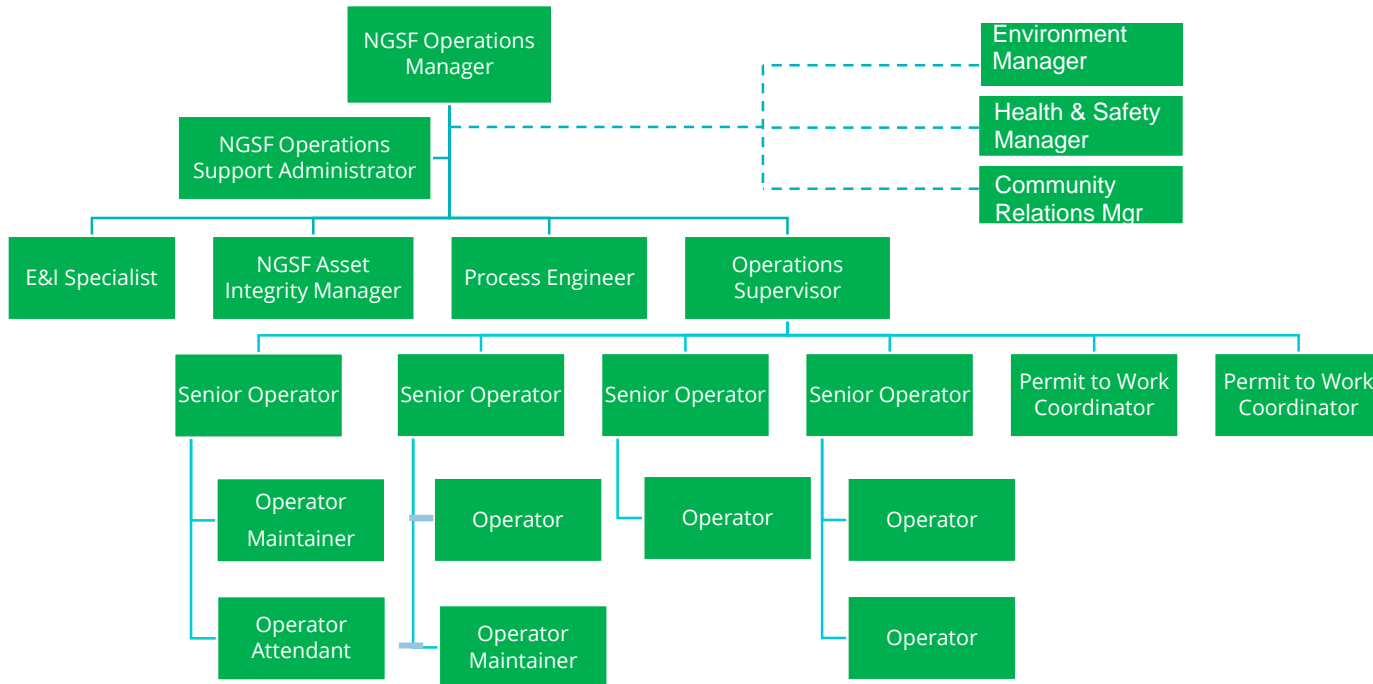 NGSF Operations
Manager
Environment
Manager
Health & Safety
Manager
NGSF Operations
Support Administrator
Community
Relations Mgr
E&I Specialist
NGSF Asset
Integrity Manager
Process Engineer
Operations
Supervisor
Senior Operator
Senior Operator
Senior Operator
Senior Operator
Permit to Work
Coordinator
Permit to Work
Coordinator
Operator
Maintainer
Operator
Operator
Operator
Operator
Attendant
Operator
Maintainer
Operator